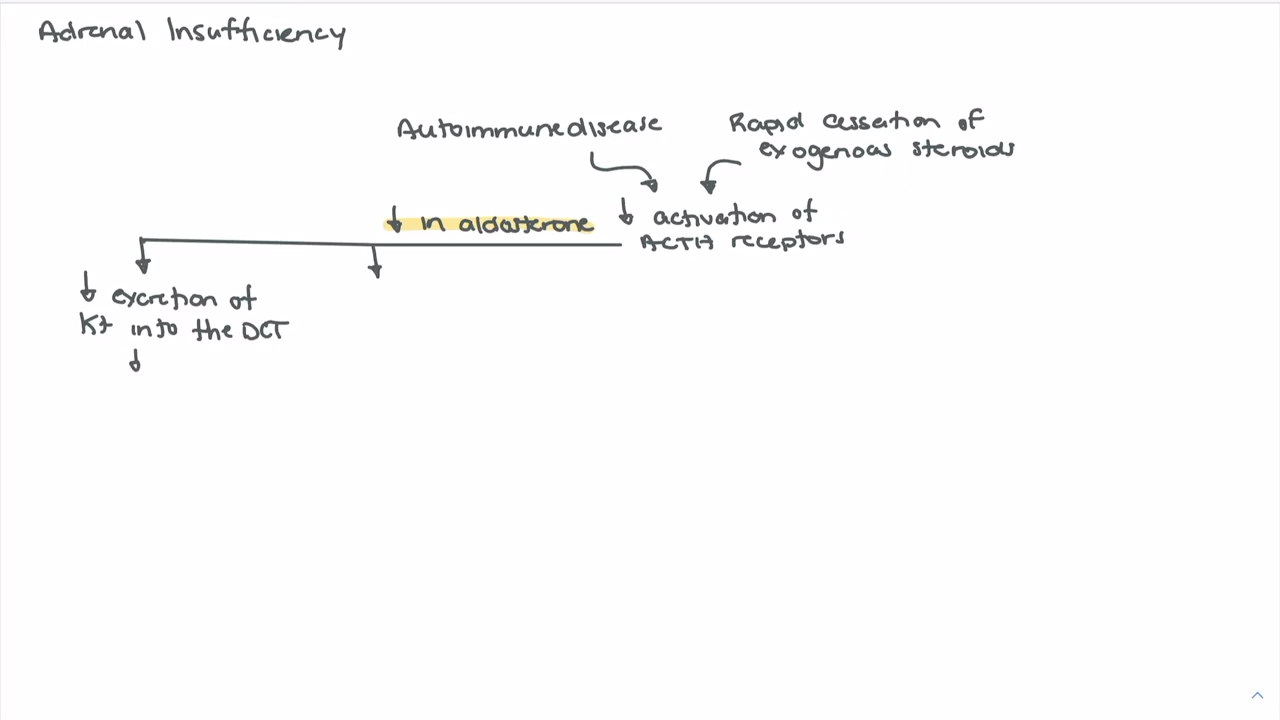 Adrenal Insufficiency
Autoimmune disease
Rapid cessation of
exogenous steroids
↓ in aldosterone
↓ activation of
ACTH receptors
↓ excretion of
K+ into the DCT
↓